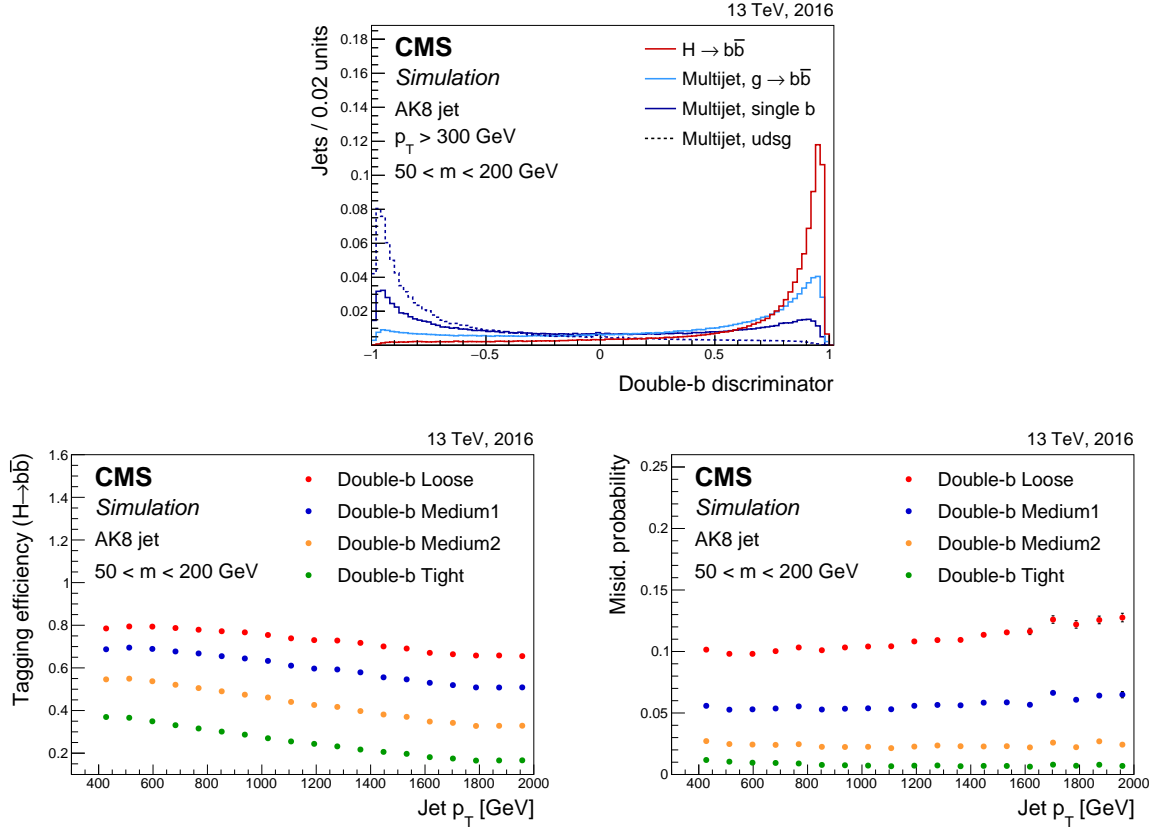 13 TeV, 2016
CMS
Simulation
AK8 jet
p_T > 300 GeV
50 < m < 200 GeV
H → bb̅
Multijet, g → bb̅
Multijet, single b
Multijet, udsg
Jets / 0.02 units
0.18
0.16
0.14
0.12
0.1
0.08
0.06
0.04
0.02
−1
−0.5
0
0.5
1
Double-b discriminator
13 TeV, 2016
CMS
Simulation
AK8 jet
50 < m < 200 GeV
Double-b Loose
Double-b Medium1
Double-b Medium2
Double-b Tight
Tagging efficiency (H→bb̅)
1.6
1.4
1.2
1
0.8
0.6
0.4
0.2
400 600 800 1000 1200 1400 1600 1800 2000
Jet p_T [GeV]
13 TeV, 2016
CMS
Simulation
AK8 jet
50 < m < 200 GeV
Double-b Loose
Double-b Medium1
Double-b Medium2
Double-b Tight
Misid. probability
0.25
0.2
0.15
0.1
0.05
0
400 600 800 1000 1200 1400 1600 1800 2000
Jet p_T [GeV]